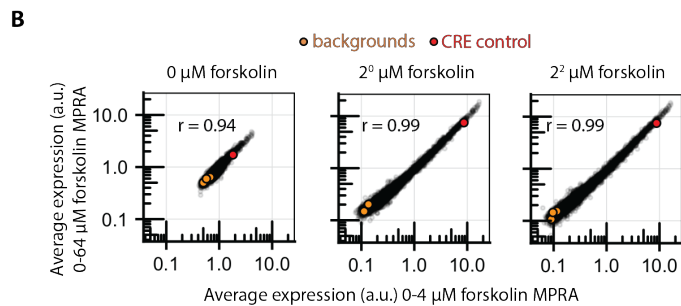 B
backgrounds CRE control
0 µM forskolin 2⁰ µM forskolin 2² µM forskolin
Average expression (a.u.)
0-64 µM forskolin MPRA
10.0
1.0
0.1
r = 0.94 r = 0.99 r = 0.99
0.1 1.0 10.0 0.1 1.0 10.0 0.1 1.0 10.0
Average expression (a.u.) 0-4 µM forskolin MPRA